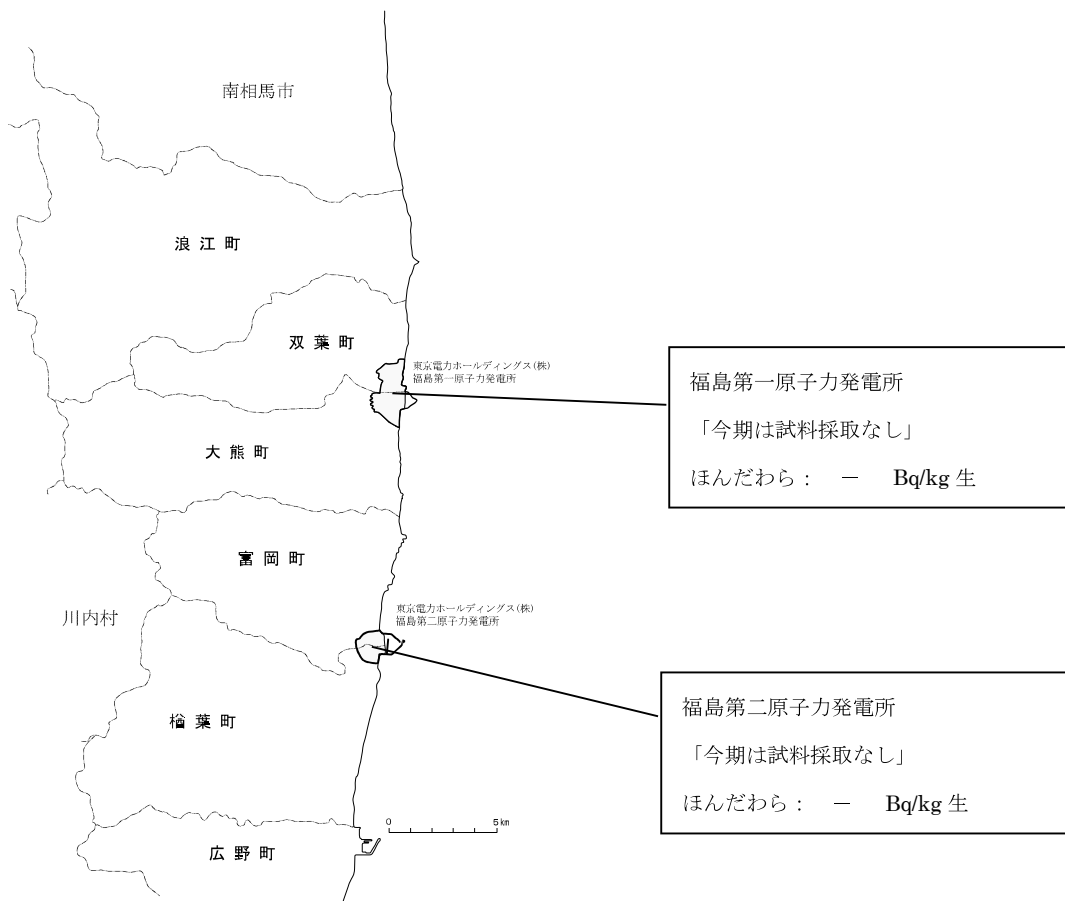 南相馬市
浪江町
双葉町
東京電力ホールディングス(株)
福島第一原子力発電所
福島第一原子力発電所
「今期は試料採取なし」
ほんだわら： － Bq/kg 生
大熊町
富岡町
東京電力ホールディングス(株)
福島第二原子力発電所
川内村
福島第二原子力発電所
「今期は試料採取なし」
ほんだわら： － Bq/kg 生
楢葉町
0 5km
広野町